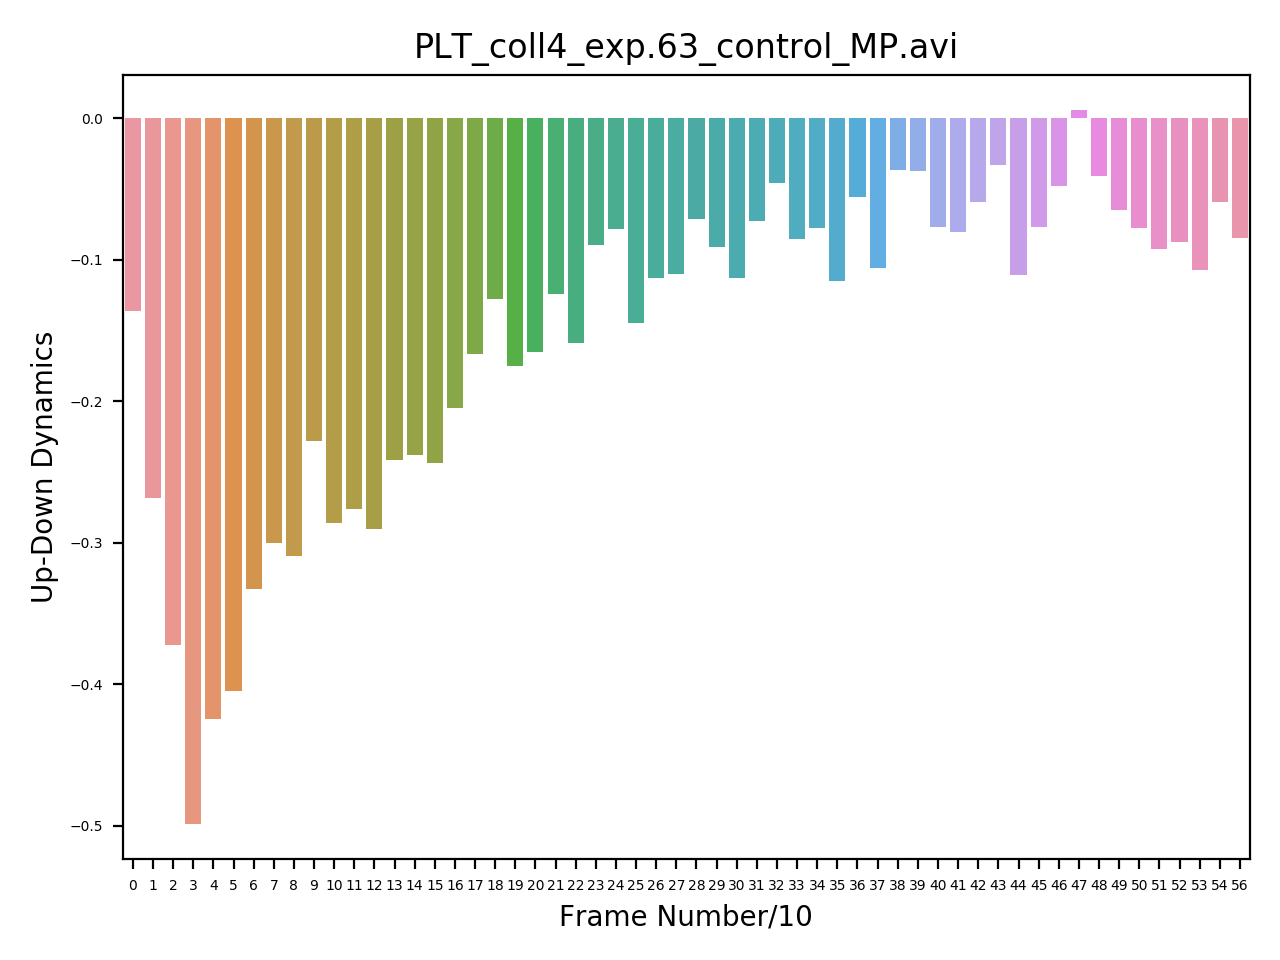 PLT_coll4_exp.63_control_MP.avi
Up-Down Dynamics
0.0
−0.1
−0.2
−0.3
−0.4
−0.5
0 1 2 3 4 5 6 7 8 9 10 11 12 13 14 15 16 17 18 19 20 21 22 23 24 25 26 27 28 29 30 31 32 33 34 35 36 37 38 39 40 41 42 43 44 45 46 47 48 49 50 51 52 53 54 56
Frame Number/10